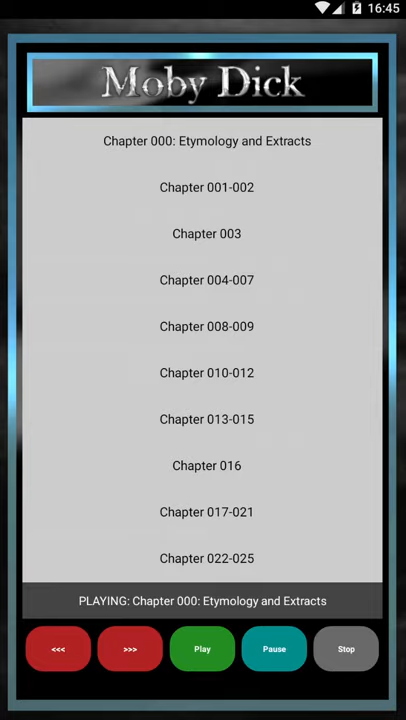 16:45
Moby Dick
Chapter 000: Etymology and Extracts
Chapter 001-002
Chapter 003
Chapter 004-007
Chapter 008-009
Chapter 010-012
Chapter 013-015
Chapter 016
Chapter 017-021
Chapter 022-025
PLAYING: Chapter 000: Etymology and Extracts
<<< >>> Play Pause Stop